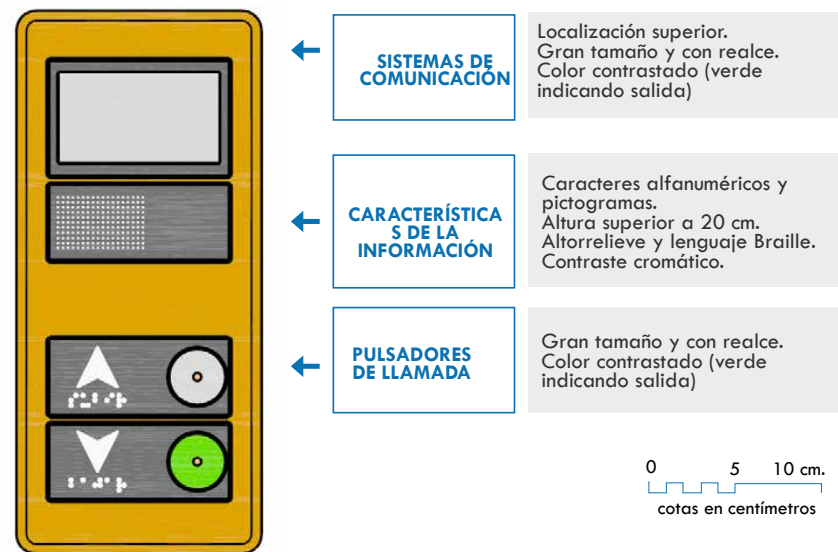 SISTEMAS DE
COMUNICACIÓN
Localización superior.
Gran tamaño y con realce.
Color contrastado (verde
indicando salida)
CARACTERÍSTICA
S DE LA
INFORMACIÓN
Caracteres alfanuméricos y
pictogramas.
Altura superior a 20 cm.
Altorrelieve y lenguaje Braille.
Contraste cromático.
PULSADORES
DE LLAMADA
Gran tamaño y con realce.
Color contrastado (verde
indicando salida)
0 5 10 cm.
cotas en centímetros